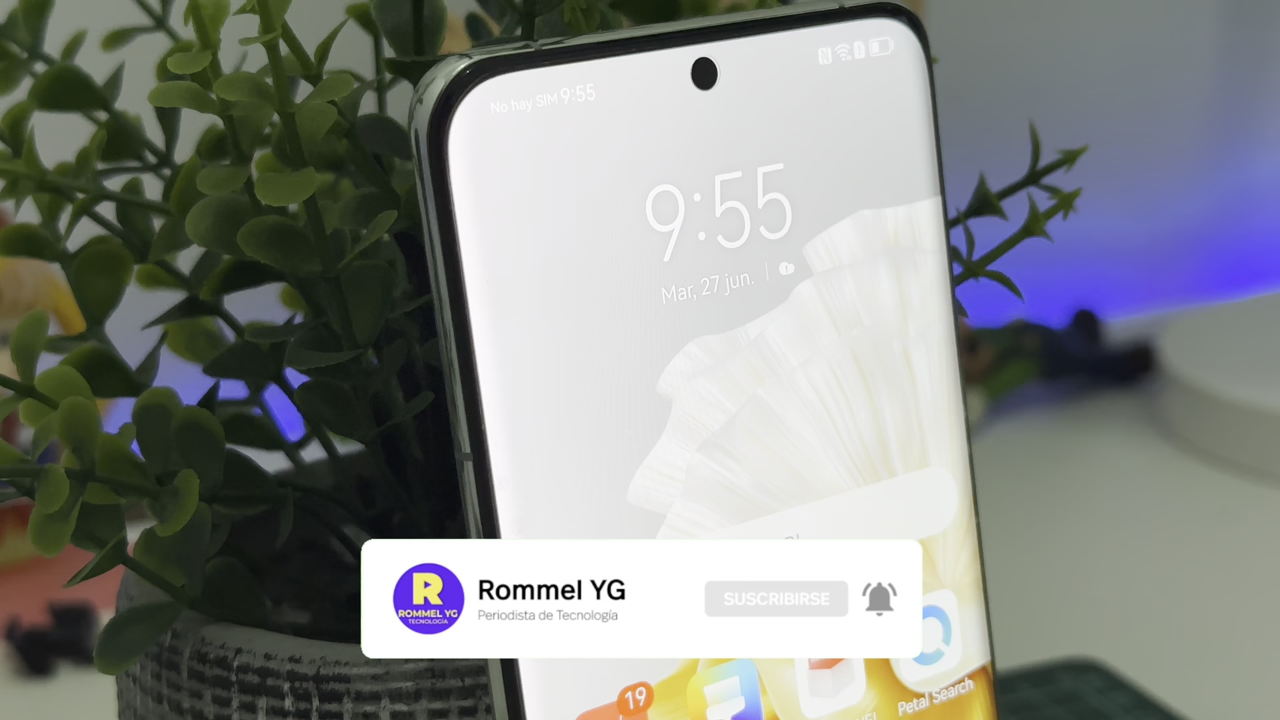 No hay SIM 9:55
9:55
Mar, 27 jun.
R
ROMMEL YG
TECNOLOGÍA
Rommel YG
Periodista de Tecnología
SUSCRIBIRSE
19
Petal Search